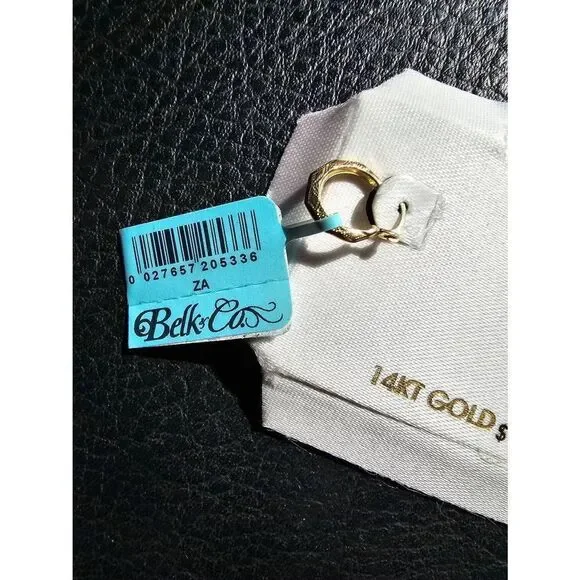 0 027657 205336
ZA
Belk & Co.
14KT GOLD $